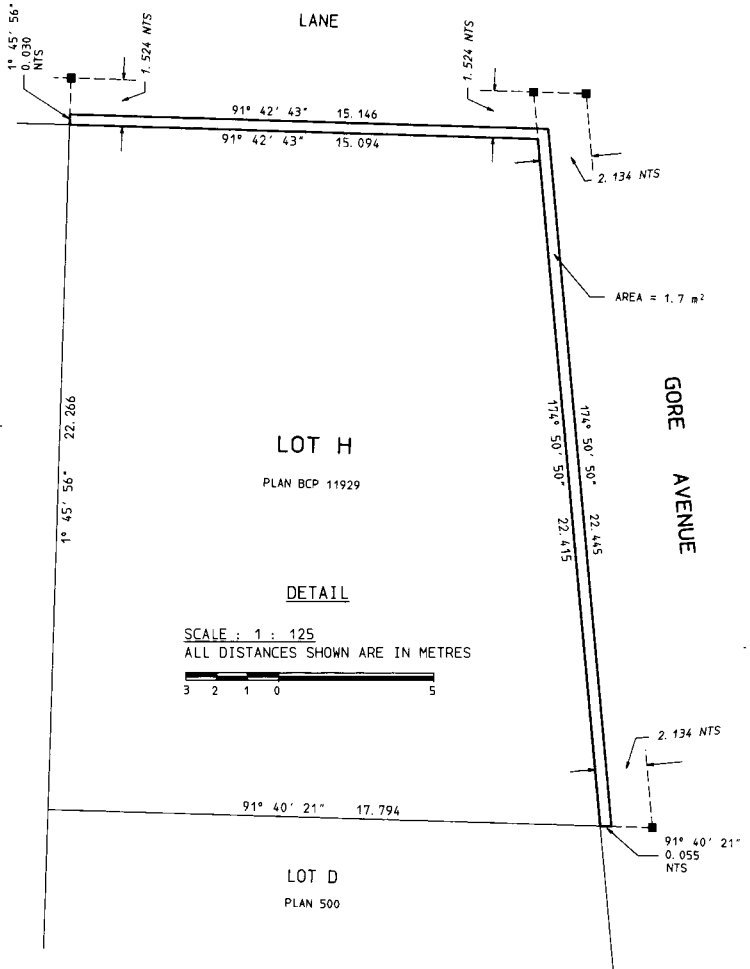 LANE
1° 45' 56"
0.030
NTS
1.524 NTS
1.524 NTS
91° 42' 43" 15.146
91° 42' 43" 15.094
2.134 NTS
AREA = 1.7 m²
GORE AVENUE
174° 50' 50" 22.445
174° 50' 50" 22.415
1° 45' 56" 22.266
LOT H
PLAN BCP 11929
DETAIL
SCALE : 1 : 125
ALL DISTANCES SHOWN ARE IN METRES
3 2 1 0 5
2.134 NTS
91° 40' 21" 17.794
91° 40' 21"
0.055
NTS
LOT D
PLAN 500